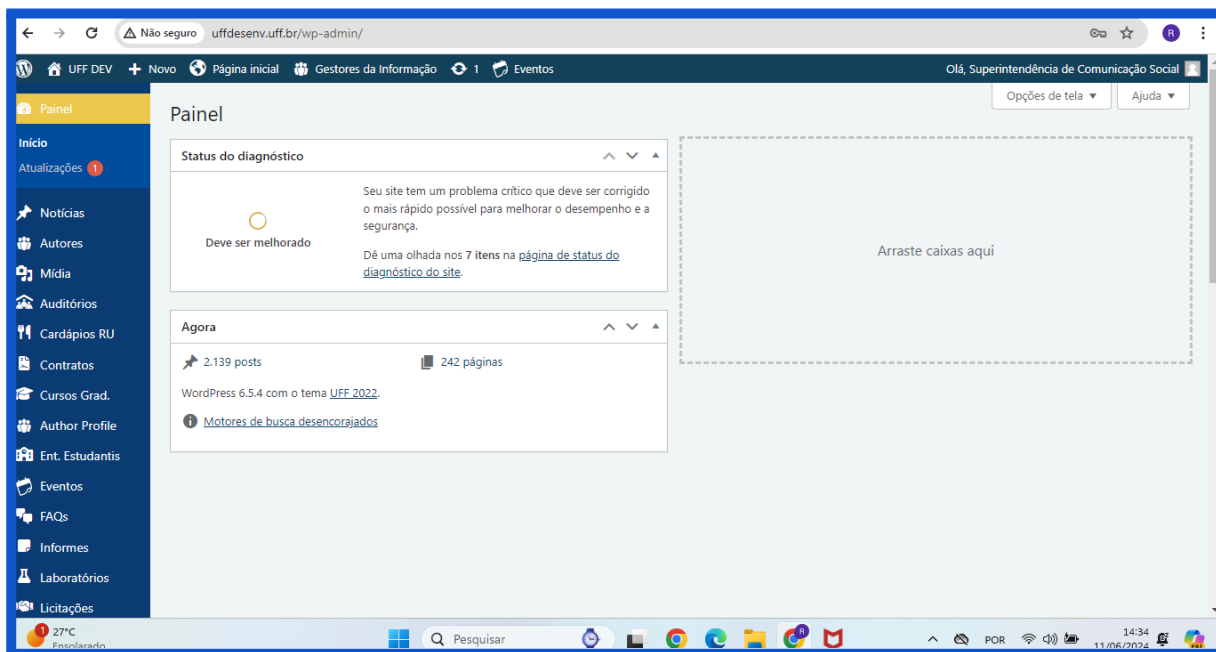 Não seguro uffdesenv.uff.br/wp-admin/ R
UFF DEV Novo Página inicial Gestores da Informação 1 Eventos Olá, Superintendência de Comunicação Social
Opções de tela Ajuda
Painel
Início
Atualizações 1
Notícias
Autores
Mídia
Auditórios
Cardápios RU
Contratos
Cursos Grad.
Author Profile
Ent. Estudantis
Eventos
FAQs
Informes
Laboratórios
Licitações
Painel
Status do diagnóstico
Deve ser melhorado
Seu site tem um problema crítico que deve ser corrigido
o mais rápido possível para melhorar o desempenho e a
segurança.
Dê uma olhada nos 7 itens na página de status do
diagnóstico do site.
Agora
2.139 posts 242 páginas
WordPress 6.5.4 com o tema UFF 2022.
Motores de busca desencorajados
Arraste caixas aqui
1 27°C
Ensolarado
Pesquisar
R
POR
14:34
11/06/2024
PRE